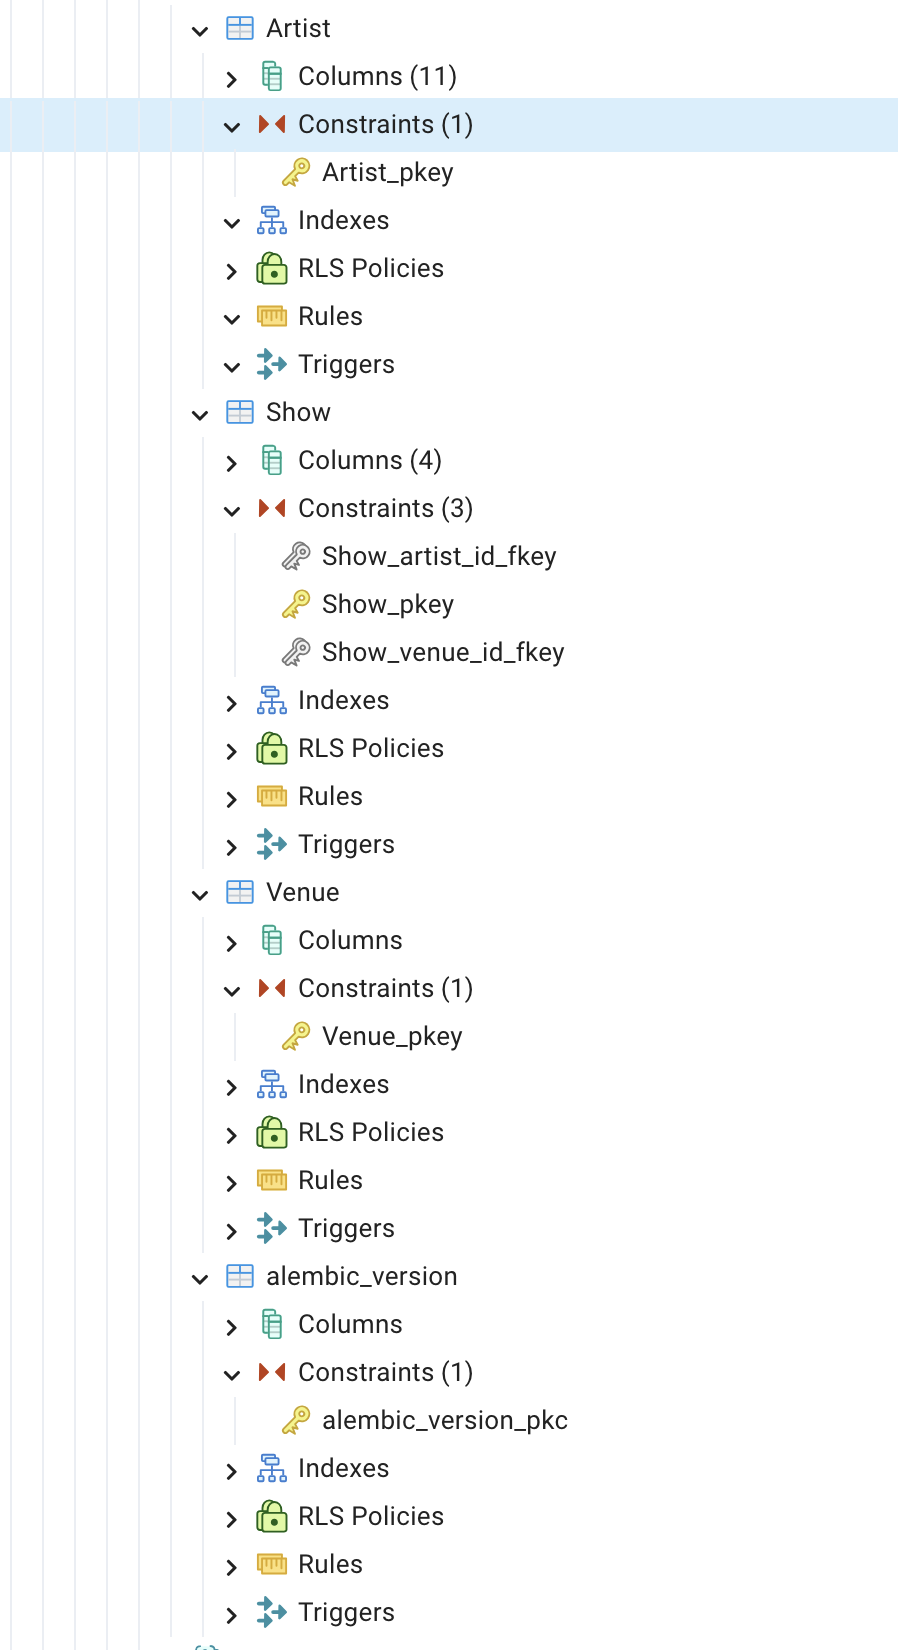 Artist
Columns (11)
Constraints (1)
Artist_pkey
Indexes
RLS Policies
Rules
Triggers
Show
Columns (4)
Constraints (3)
Show_artist_id_fkey
Show_pkey
Show_venue_id_fkey
Indexes
RLS Policies
Rules
Triggers
Venue
Columns
Constraints (1)
Venue_pkey
Indexes
RLS Policies
Rules
Triggers
alembic_version
Columns
Constraints (1)
alembic_version_pkc
Indexes
RLS Policies
Rules
Triggers